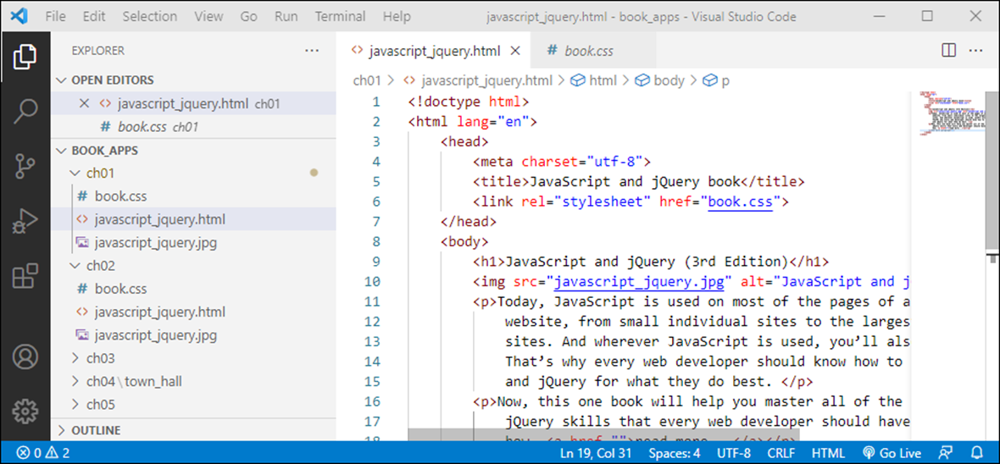 File Edit Selection View Go Run Terminal Help javascript_jquery.html - book_apps - Visual Studio Code
EXPLORER
OPEN EDITORS
javascript_jquery.html ch01
# book.css ch01
BOOK_APPS
ch01
# book.css
<> javascript_jquery.html
javascript_jquery.jpg
ch02
# book.css
<> javascript_jquery.html
javascript_jquery.jpg
ch03
ch04\town_hall
ch05
OUTLINE
<> javascript_jquery.html # book.css
ch01 > <> javascript_jquery.html > html > body > p
1 <!doctype html>
2 <html lang="en">
3 <head>
4 <meta charset="utf-8">
5 <title>JavaScript and jQuery book</title>
6 <link rel="stylesheet" href="book.css">
7 </head>
8 <body>
9 <h1>JavaScript and jQuery (3rd Edition)</h1>
10 <img src="javascript_jquery.jpg" alt="JavaScript and j
11 <p>Today, JavaScript is used on most of the pages of a
12 website, from small individual sites to the larges
13 sites. And wherever JavaScript is used, you’ll als
14 That’s why every web developer should know how to
15 and jQuery for what they do best. </p>
16 <p>Now, this one book will help you master all of the
17 jQuery skills that every web developer should have
18 how. <a href="">read more...</a></p>
0 2 Ln 19, Col 31 Spaces: 4 UTF-8 CRLF HTML Go Live